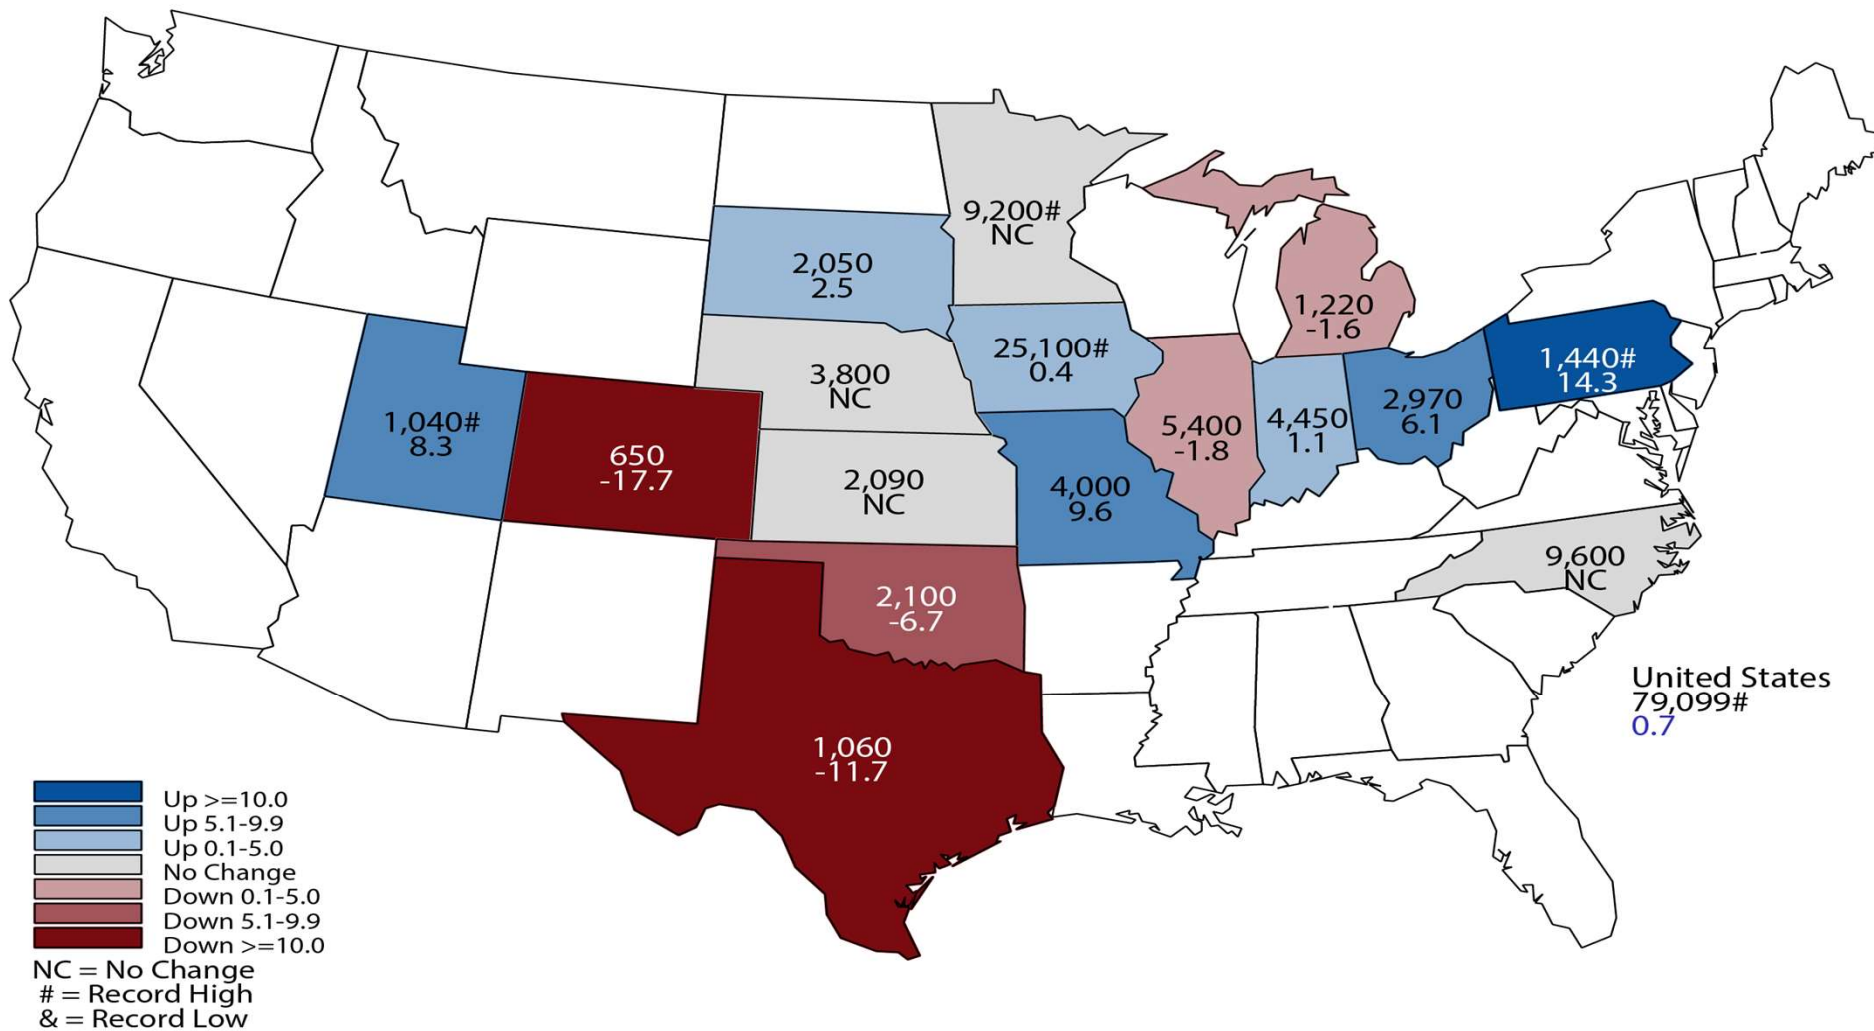 9,200#
NC
2,050
2.5
1,220
-1.6
25,100#
0.4
1,440#
14.3
3,800
NC
2,970
6.1
1,040#
8.3
4,450
1.1
5,400
-1.8
650
-17.7
2,090
NC
4,000
9.6
9,600
NC
2,100
-6.7
United States
79,099#
0.7
1,060
-11.7
Up >=10.0
Up 5.1-9.9
Up 0.1-5.0
No Change
Down 0.1-5.0
Down 5.1-9.9
Down >=10.0
NC = No Change
# = Record High
& = Record Low